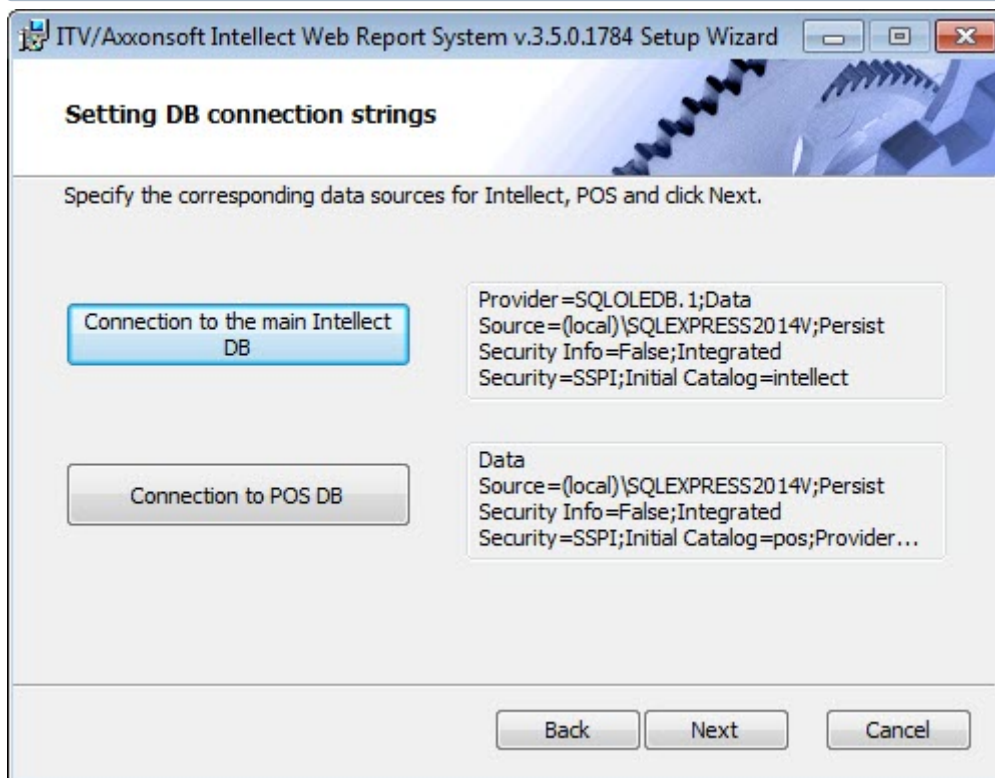 ITV/Axxonsoft Intellect Web Report System v.3.5.0.1784 Setup Wizard
Setting DB connection strings
Specify the corresponding data sources for Intellect, POS and click Next.
Connection to the main Intellect
DB
Provider=SQLOLEDB.1;Data
Source=(local)\SQLEXPRESS2014V;Persist
Security Info=False;Integrated
Security=SSPI;Initial Catalog=intellect
Connection to POS DB
Data
Source=(local)\SQLEXPRESS2014V;Persist
Security Info=False;Integrated
Security=SSPI;Initial Catalog=pos;Provider...
Back
Next
Cancel